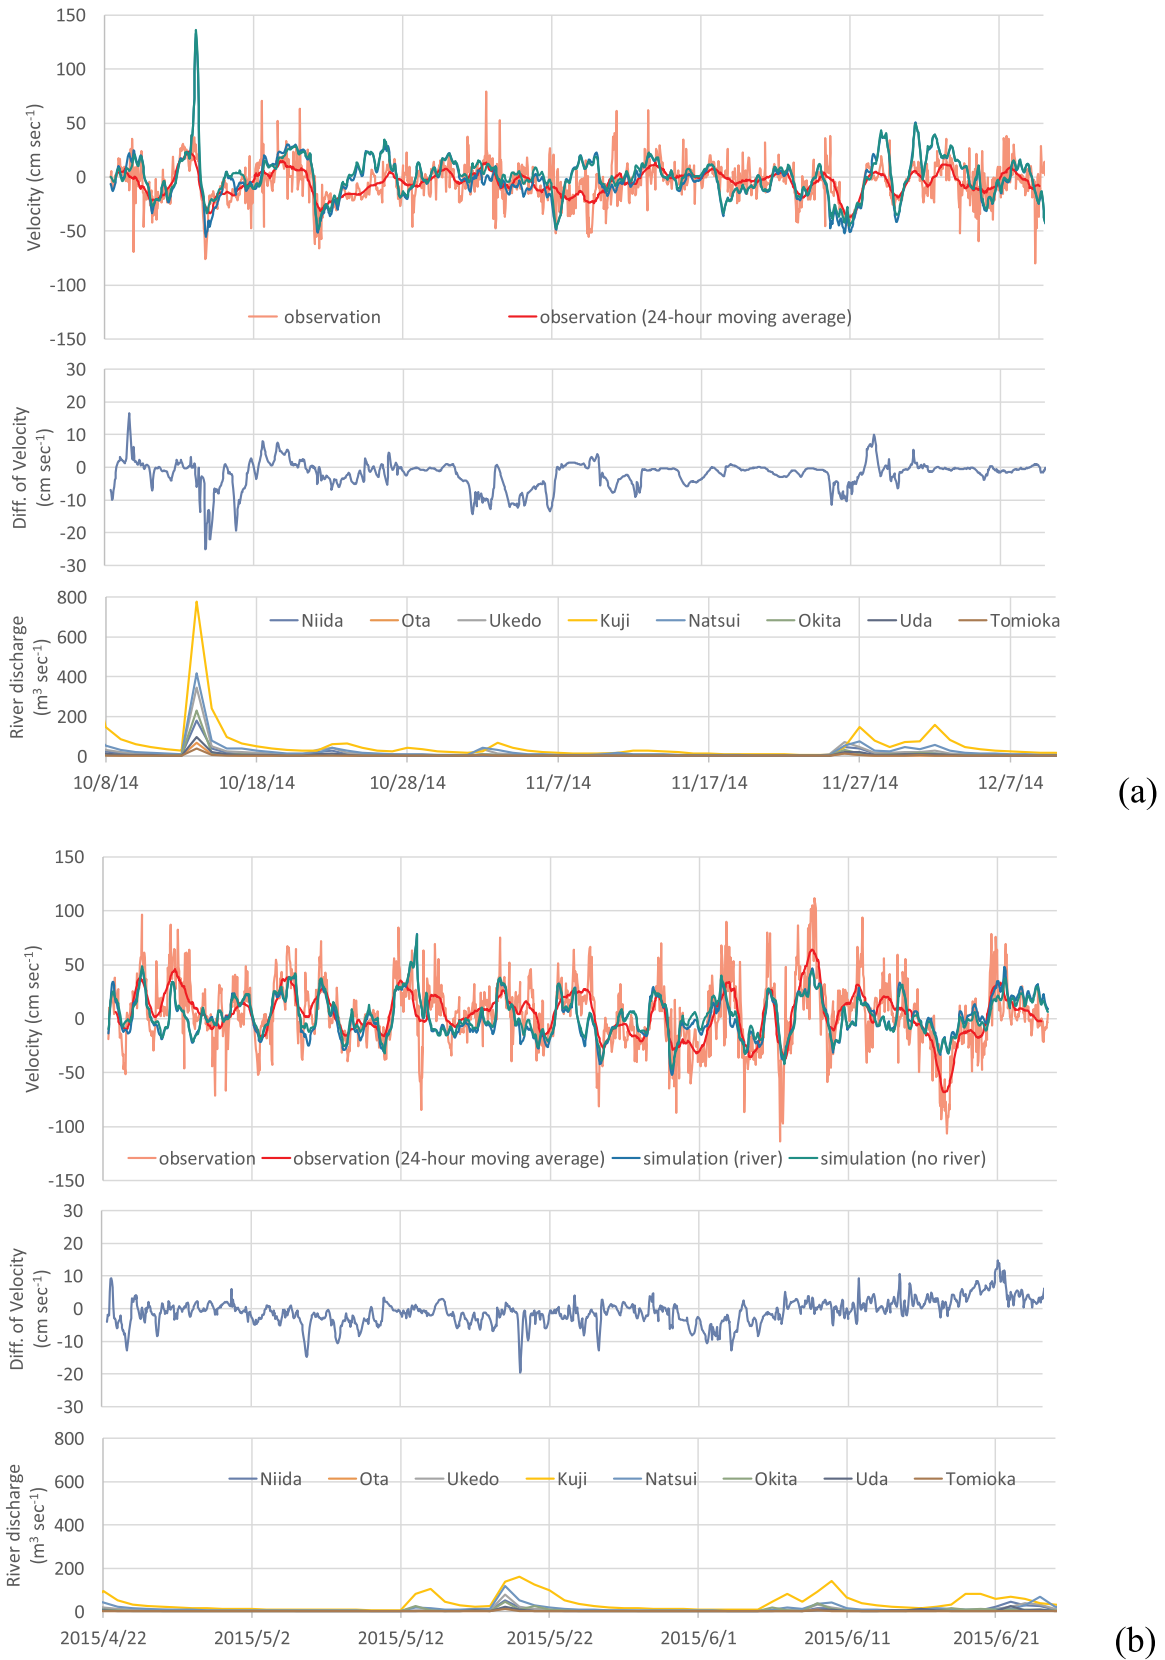 150
100
50
0
-50
-100
-150
Velocity (cm sec⁻¹)
observation
observation (24-hour moving average)
30
20
10
0
-10
-20
-30
Diff. of Velocity
(cm sec⁻¹)
800
600
400
200
0
River discharge
(m³ sec⁻¹)
Niida Ota Ukedo Kuji Natsui Okita Uda Tomioka
10/8/14 10/18/14 10/28/14 11/7/14 11/17/14 11/27/14 12/7/14
(a)
150
100
50
0
-50
-100
-150
Velocity (cm sec⁻¹)
observation observation (24-hour moving average) simulation (river) simulation (no river)
30
20
10
0
-10
-20
-30
Diff. of Velocity
(cm sec⁻¹)
800
600
400
200
0
River discharge
(m³ sec⁻¹)
Niida Ota Ukedo Kuji Natsui Okita Uda Tomioka
2015/4/22 2015/5/2 2015/5/12 2015/5/22 2015/6/1 2015/6/11 2015/6/21
(b)